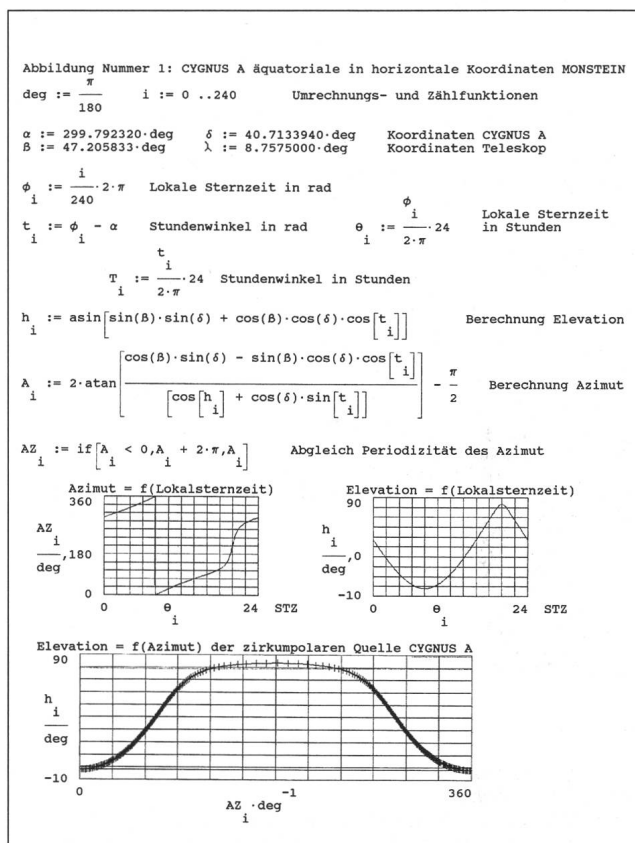 Abbildung Nummer 1: CYGNUS A äquatoriale in horizontale Koordinaten MONSTEIN
deg := π/180 i := 0 ..240 Umrechnungs- und Zählfunktionen
α := 299.792320·deg δ := 40.7133940·deg Koordinaten CYGNUS A
ß := 47.205833·deg λ := 8.7575000·deg Koordinaten Teleskop
ϕ_i := i/240·2·π Lokale Sternzeit in rad
t_i := ϕ_i - α Stundenwinkel in rad θ_i := ϕ_i/(2·π)·24 Lokale Sternzeit in Stunden
T_i := t_i/(2·π)·24 Stundenwinkel in Stunden
h_i := asin[sin(ß)·sin(δ) + cos(ß)·cos(δ)·cos[t_i]] Berechnung Elevation
A_i := 2·atan[(cos(ß)·sin(δ) - sin(ß)·cos(δ)·cos[t_i])/[cos[h_i] + cos(δ)·sin[t_i]]] - π/2 Berechnung Azimut
AZ_i := if[A_i < 0,A_i + 2·π,A_i] Abgleich Periodizität des Azimut
Azimut = f(Lokalsternzeit)
360
AZ_i/deg,180
0
0 θ_i 24 STZ
Elevation = f(Lokalsternzeit)
90
h_i/deg,0
-10
0 θ_i 24 STZ
Elevation = f(Azimut) der zirkumpolaren Quelle CYGNUS A
90
h_i/deg
-10
0 AZ_i·deg -1 360